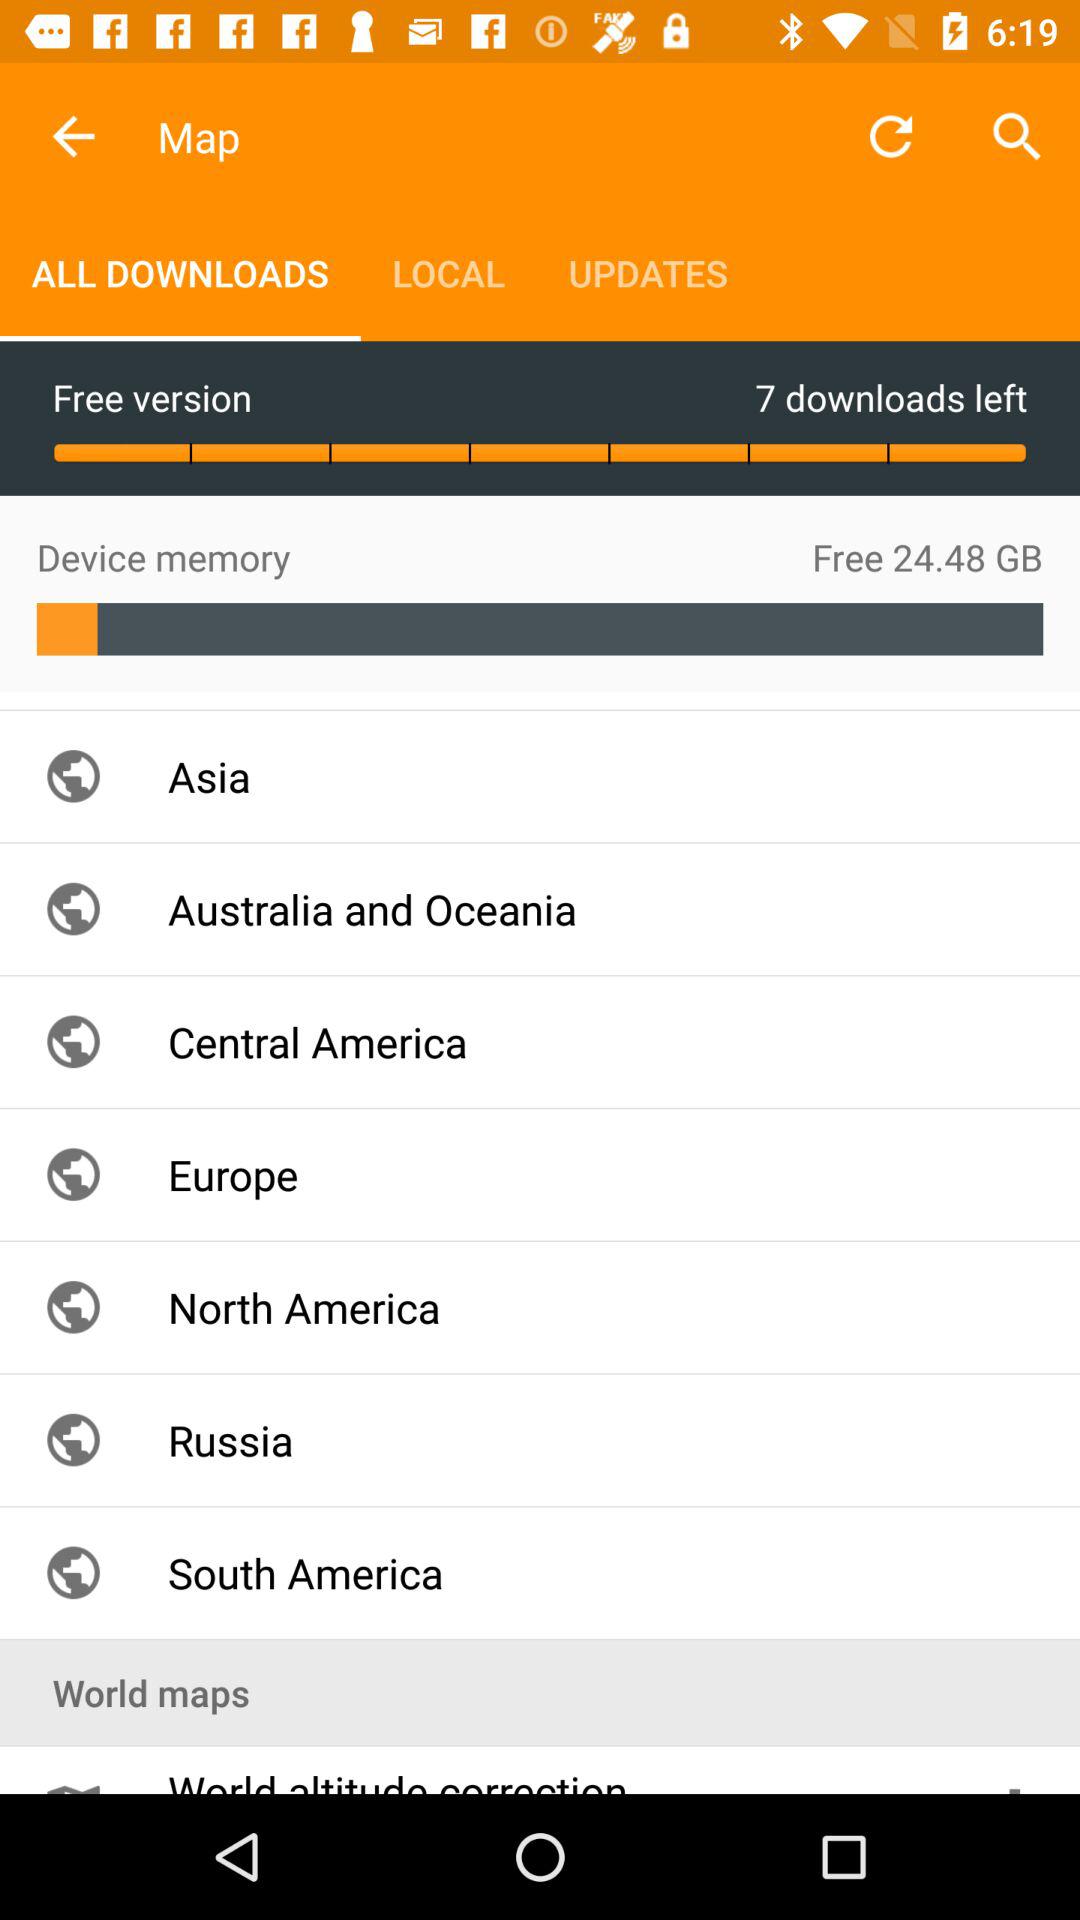 FAKE
6:19
Map
ALL DOWNLOADS LOCAL UPDATES
Free version 7 downloads left
Device memory Free 24.48 GB
Asia
Australia and Oceania
Central America
Europe
North America
Russia
South America
World maps
World altitude correction